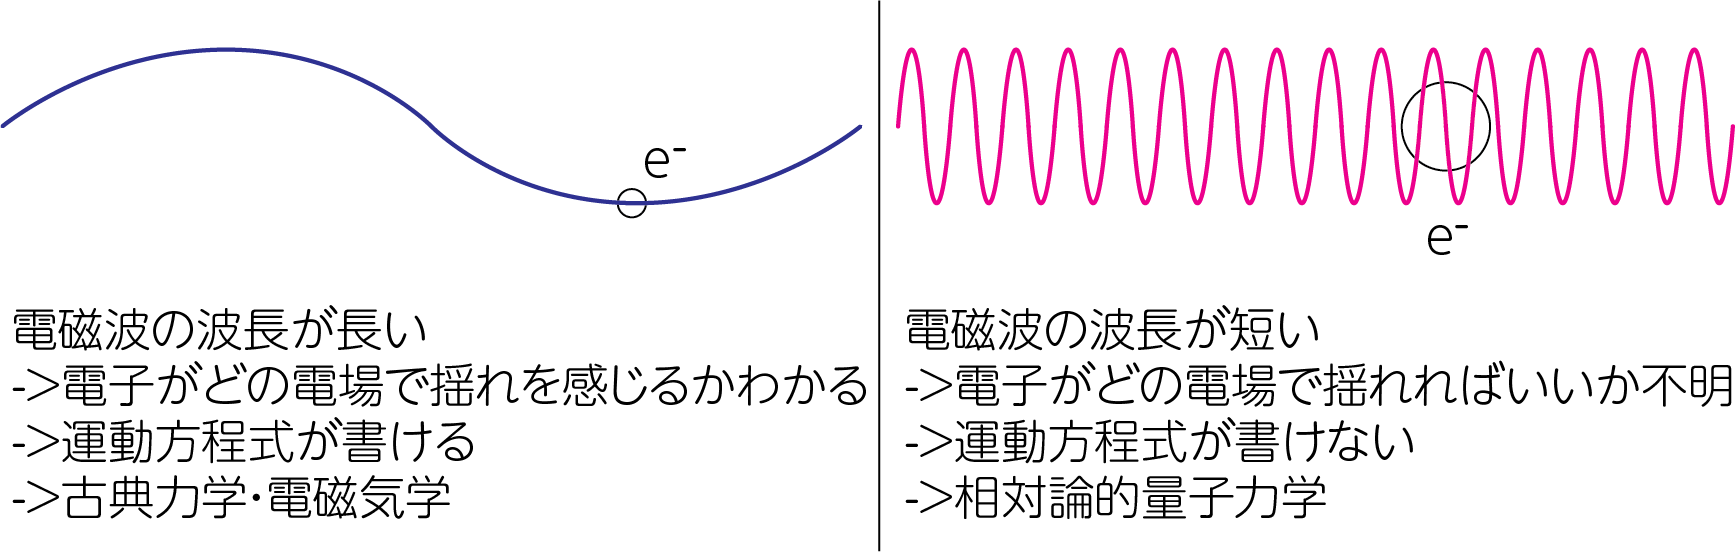 e-
電磁波の波長が長い
->電子がどの電場で揺れを感じるかわかる
->運動方程式が書ける
->古典力学・電磁気学
e-
電磁波の波長が短い
->電子がどの電場で揺れればいいか不明
->運動方程式が書けない
->相対論的量子力学